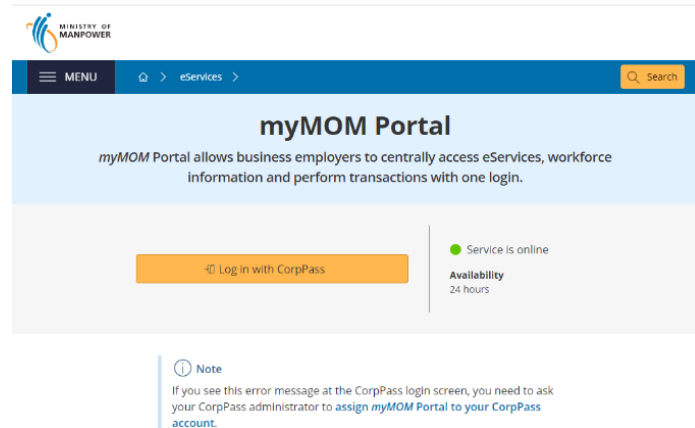 MINISTRY OF
MANPOWER
MENU
eServices
Search
myMOM Portal
myMOM Portal allows business employers to centrally access eServices, workforce
information and perform transactions with one login.
Log in with CorpPass
Service is online
Availability
24 hours
Note
If you see this error message at the CorpPass login screen, you need to ask
your CorpPass administrator to assign myMOM Portal to your CorpPass
account.